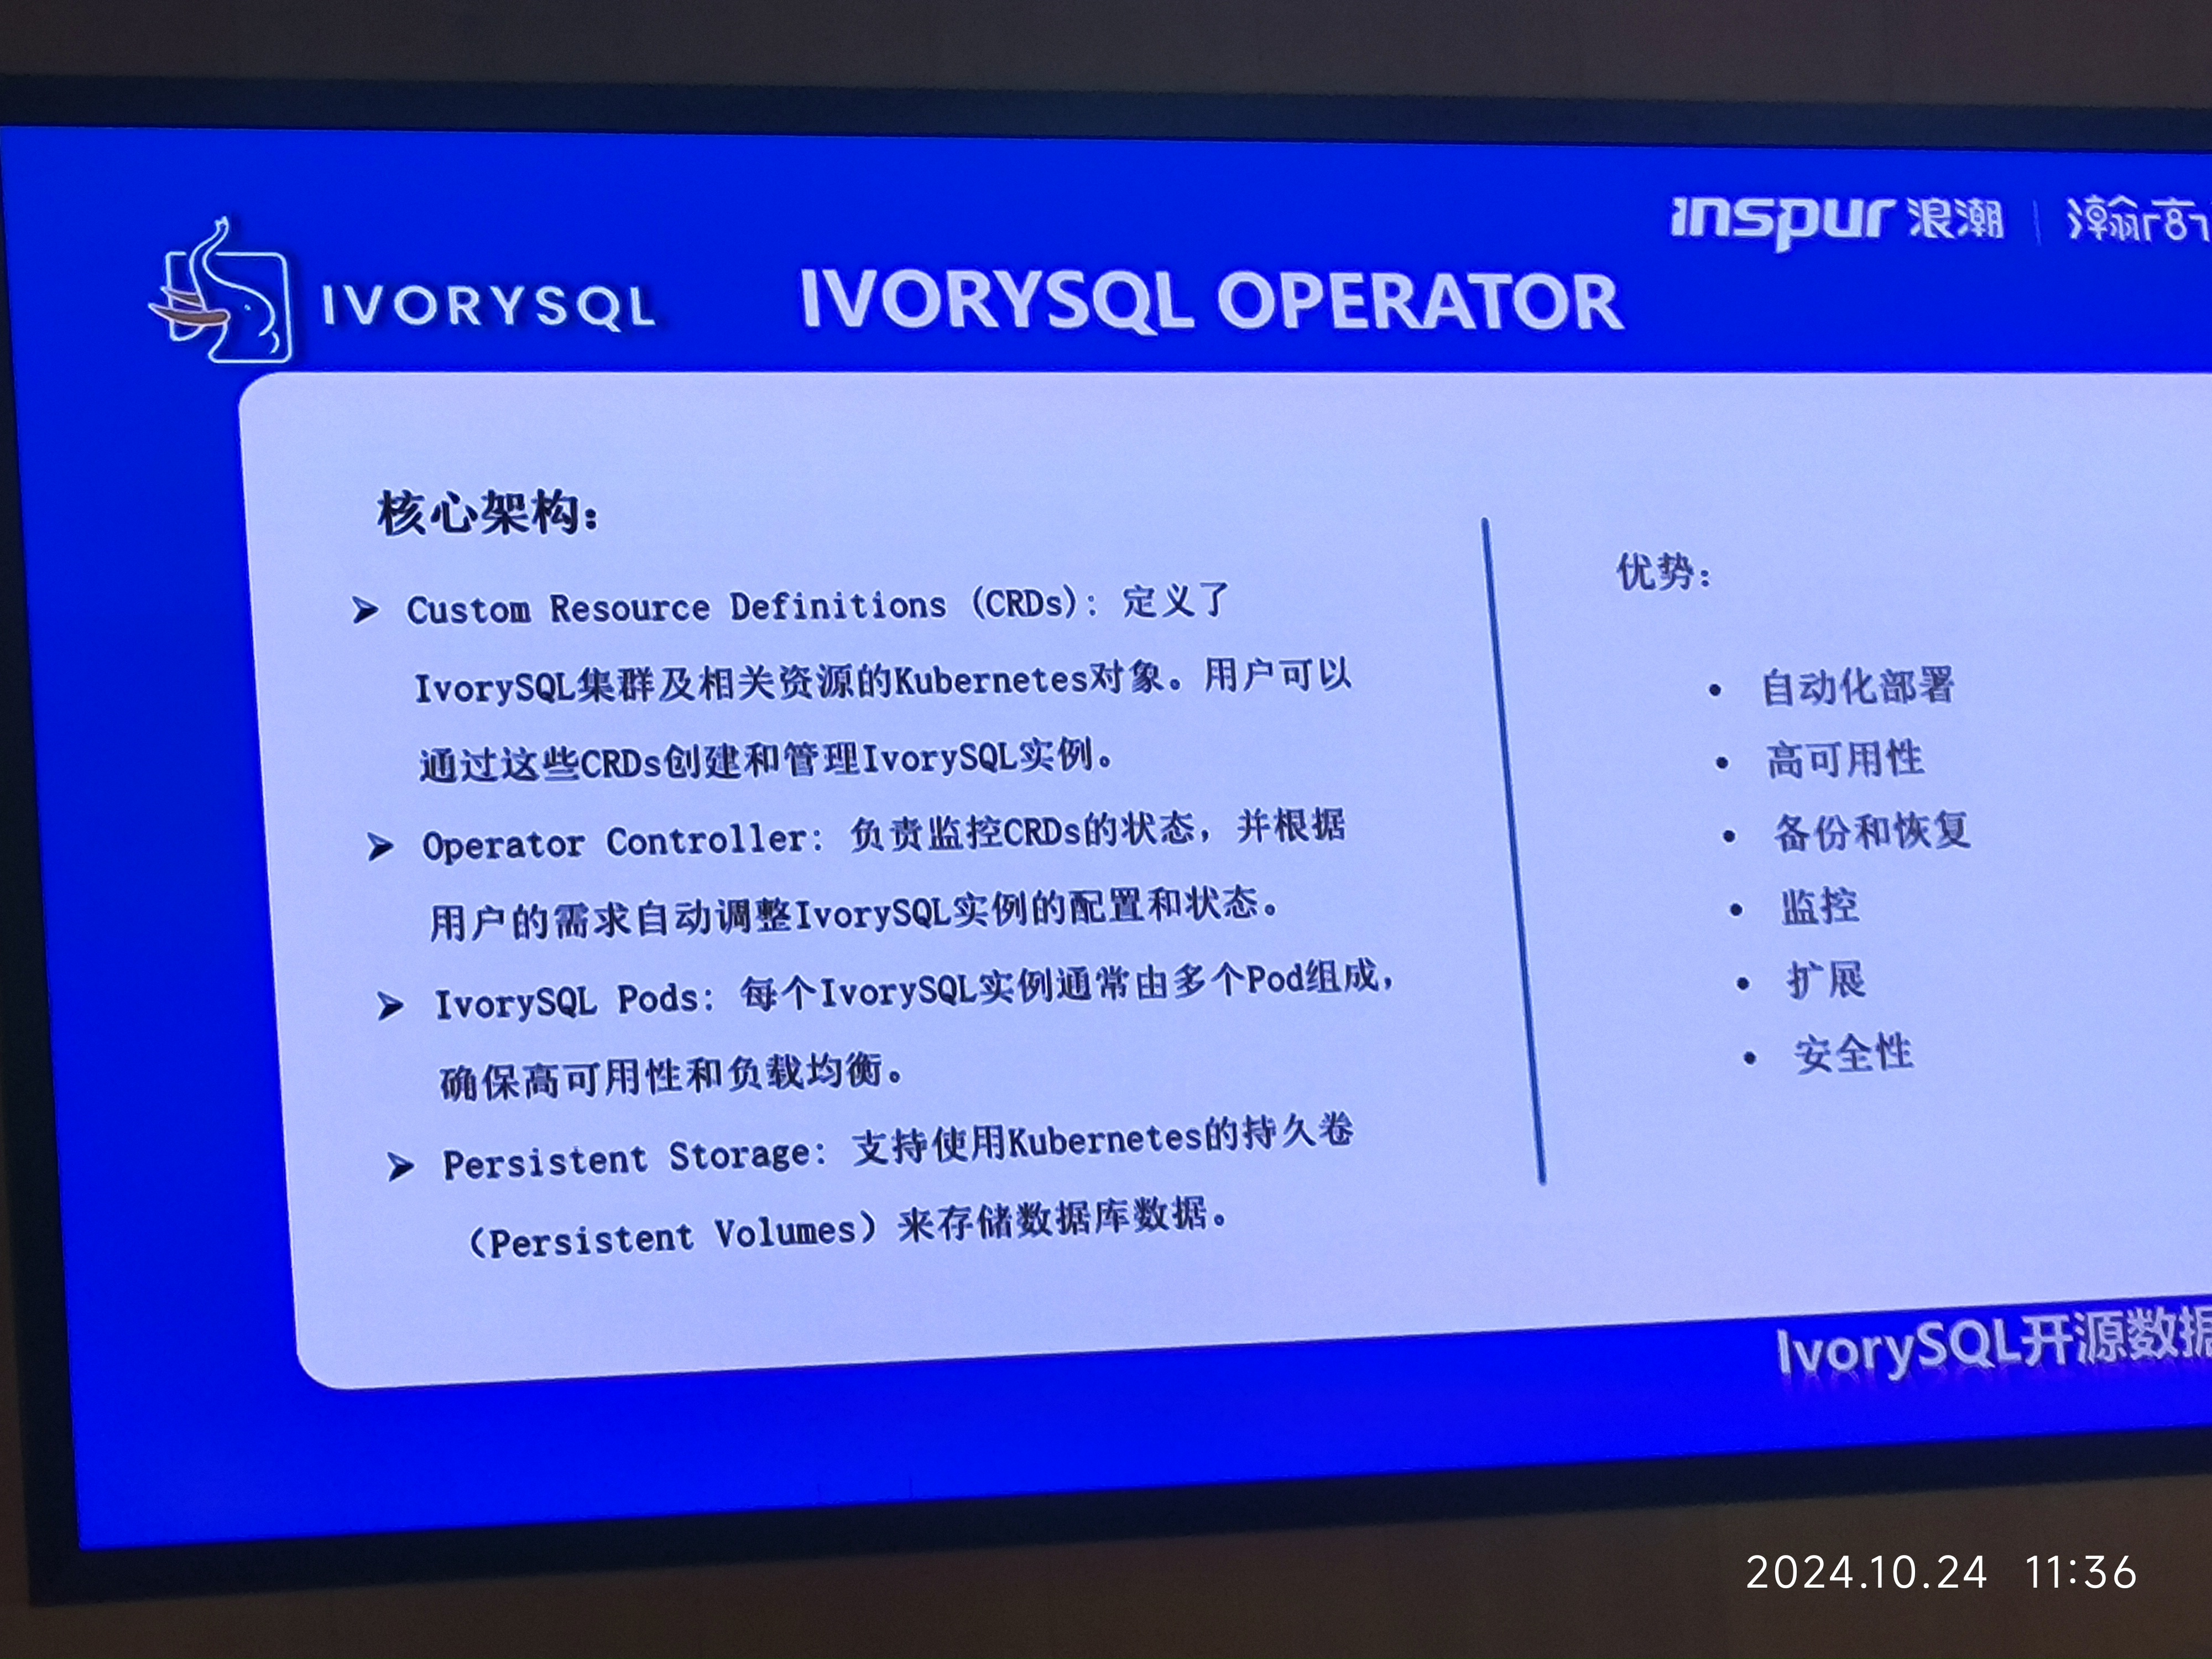 inspur 浪潮 | 瀚高
IVORYSQL
IVORYSQL OPERATOR
核心架构：
➤ Custom Resource Definitions (CRDs)：定义了
IvorySQL集群及相关资源的Kubernetes对象。用户可以
通过这些CRDs创建和管理IvorySQL实例。
➤ Operator Controller：负责监控CRDs的状态，并根据
用户的需求自动调整IvorySQL实例的配置和状态。
➤ IvorySQL Pods：每个IvorySQL实例通常由多个Pod组成，
确保高可用性和负载均衡。
➤ Persistent Storage：支持使用Kubernetes的持久卷
（Persistent Volumes）来存储数据库数据。
优势：
• 自动化部署
• 高可用性
• 备份和恢复
• 监控
• 扩展
• 安全性
IvorySQL开源数据
2024.10.24 11:36